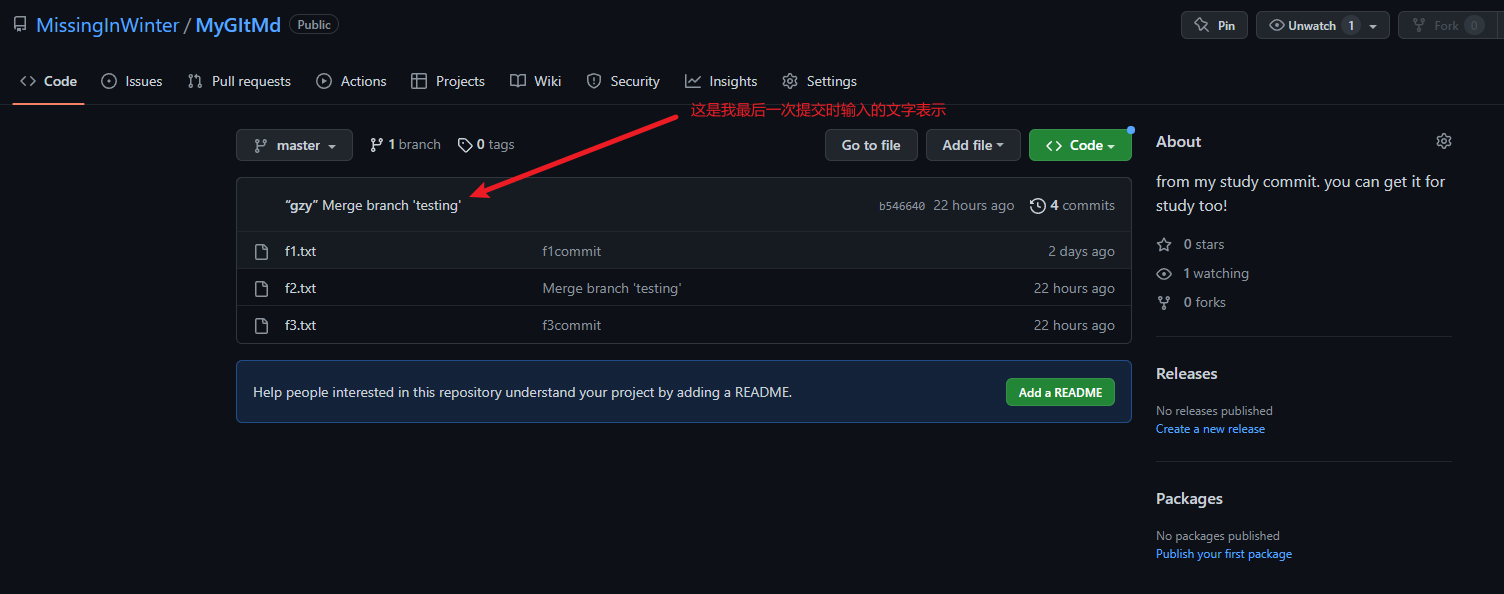 MissingInWinter / MyGItMd Public
Pin Unwatch 1 Fork 0
Code Issues Pull requests Actions Projects Wiki Security Insights Settings
这是我最后一次提交时输入的文字表示
master 1 branch 0 tags Go to file Add file Code
“gzy” Merge branch 'testing' b546640 22 hours ago 4 commits
f1.txt f1commit 2 days ago
f2.txt Merge branch 'testing' 22 hours ago
f3.txt f3commit 22 hours ago
Help people interested in this repository understand your project by adding a README. Add a README
About
from my study commit. you can get it for
study too!
0 stars
1 watching
0 forks
Releases
No releases published
Create a new release
Packages
No packages published
Publish your first package